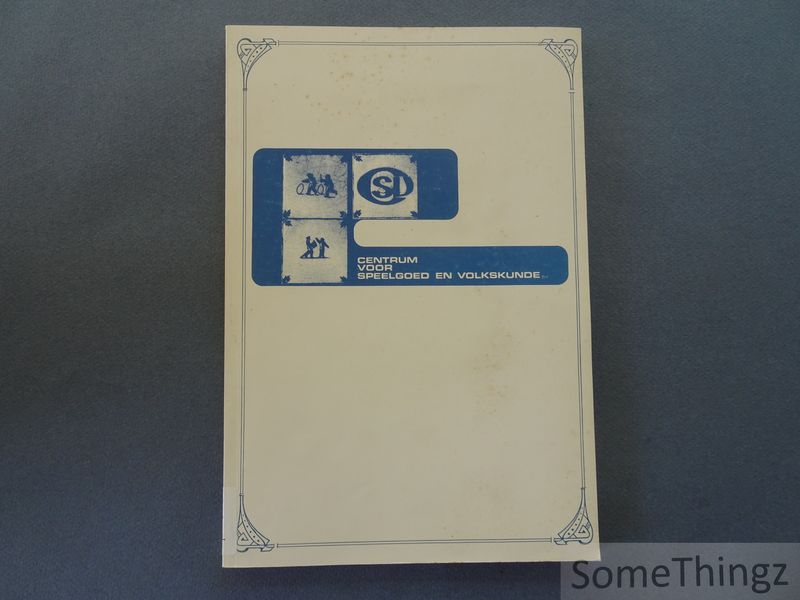 CENTRUM
VOOR
SPEELGOED EN VOLKSKUNDE
SomeThingz